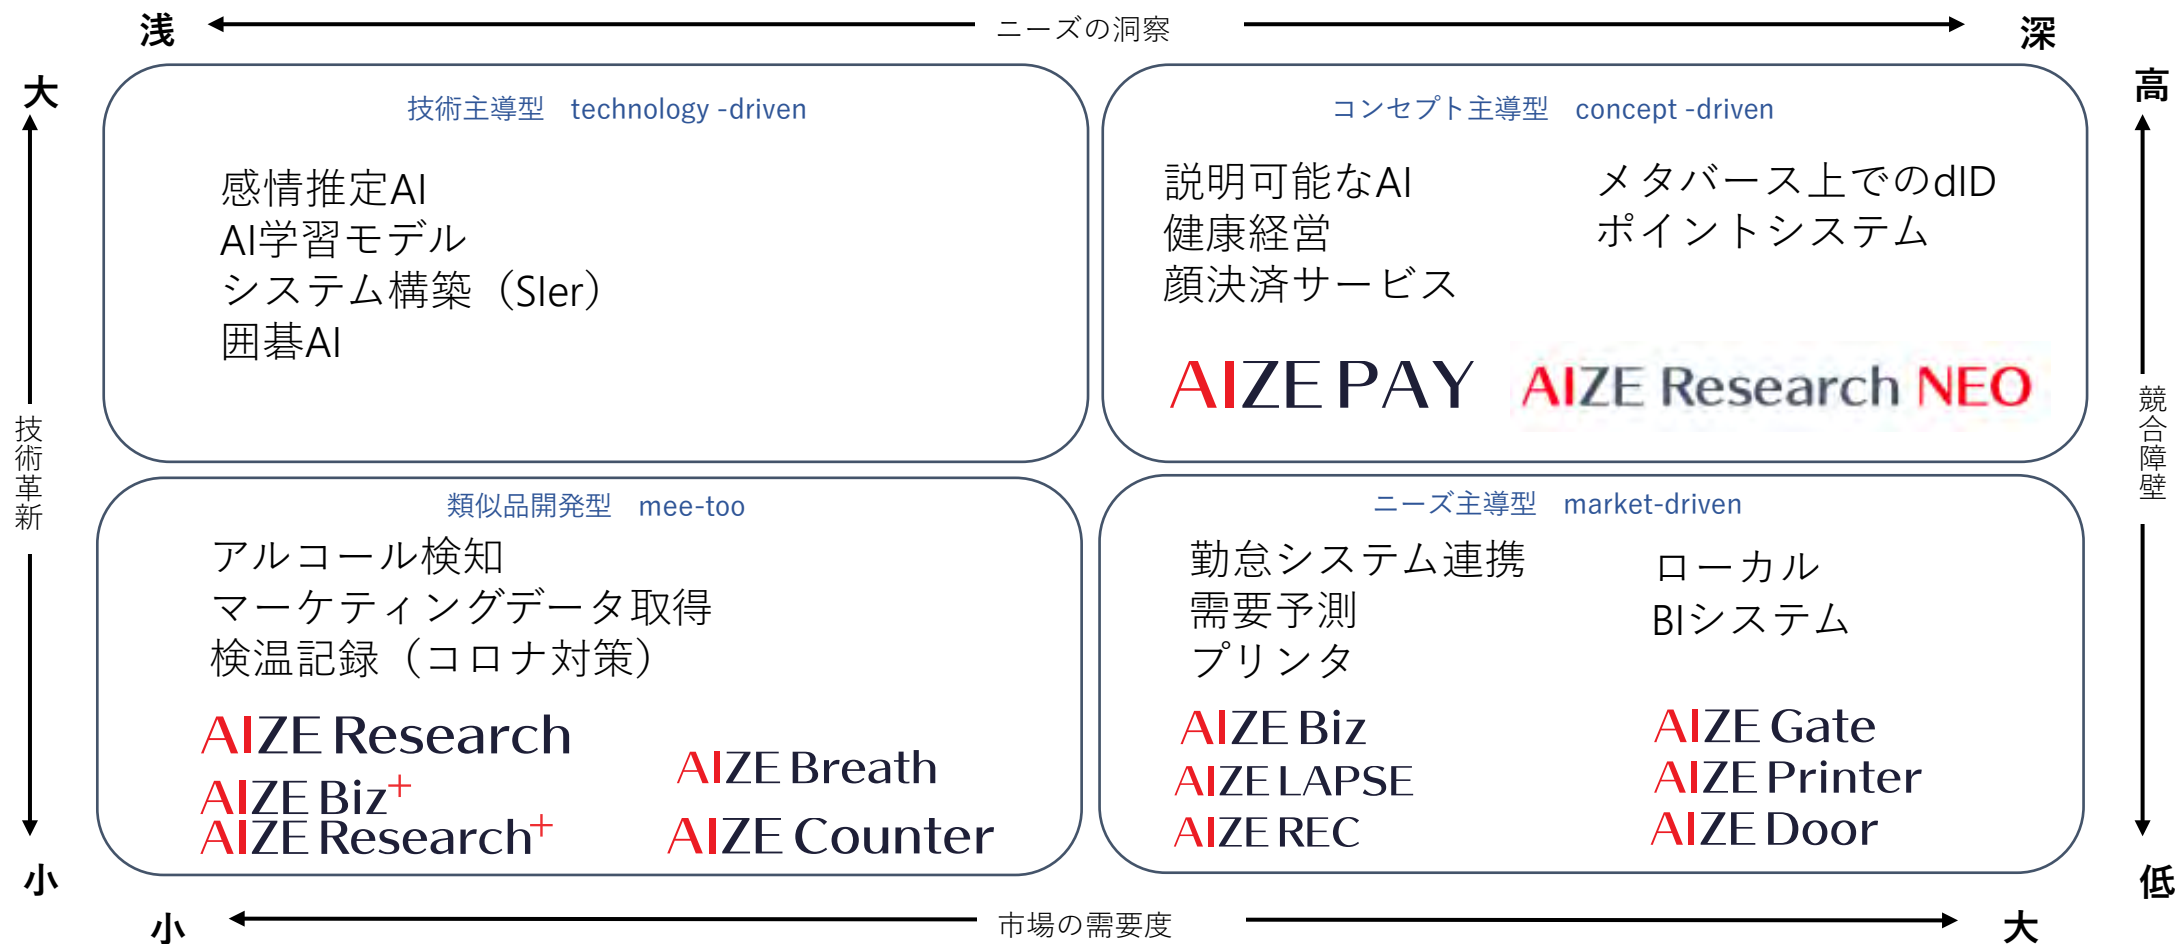 浅 ニーズの洞察 深
大
高
技術主導型 technology -driven
感情推定AI
AI学習モデル
システム構築（SIer）
囲碁AI
コンセプト主導型 concept -driven
説明可能なAI
健康経営
顔決済サービス
メタバース上でのdID
ポイントシステム
AIZE PAY
AIZE Research NEO
技術革新
競合障壁
類似品開発型 mee-too
アルコール検知
マーケティングデータ取得
検温記録（コロナ対策）
AIZE Research
AIZE Biz+
AIZE Research+
AIZE Breath
AIZE Counter
ニーズ主導型 market-driven
勤怠システム連携
需要予測
プリンタ
ローカル
BIシステム
AIZE Biz
AIZE LAPSE
AIZE REC
AIZE Gate
AIZE Printer
AIZE Door
小
低
小 市場の需要度 大